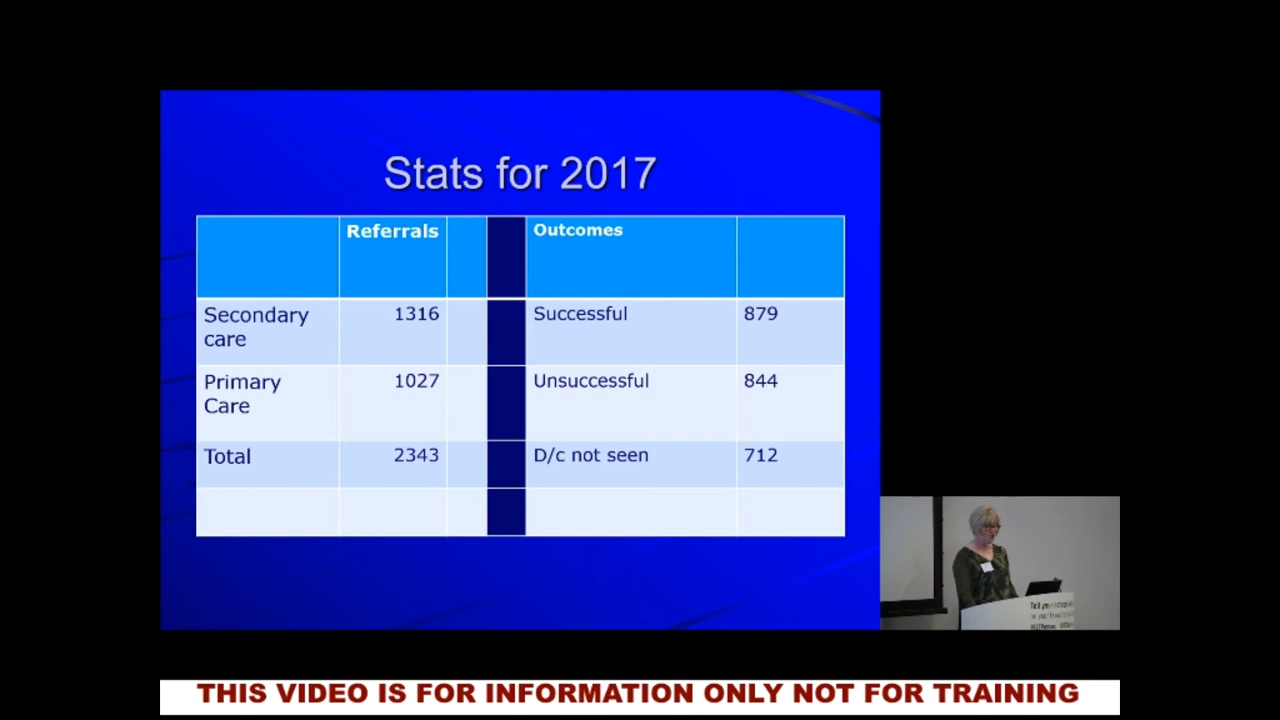 Stats for 2017
Referrals
Outcomes
Secondary care
1316
Successful
879
Primary Care
1027
Unsuccessful
844
Total
2343
D/c not seen
712
THIS VIDEO IS FOR INFORMATION ONLY NOT FOR TRAINING